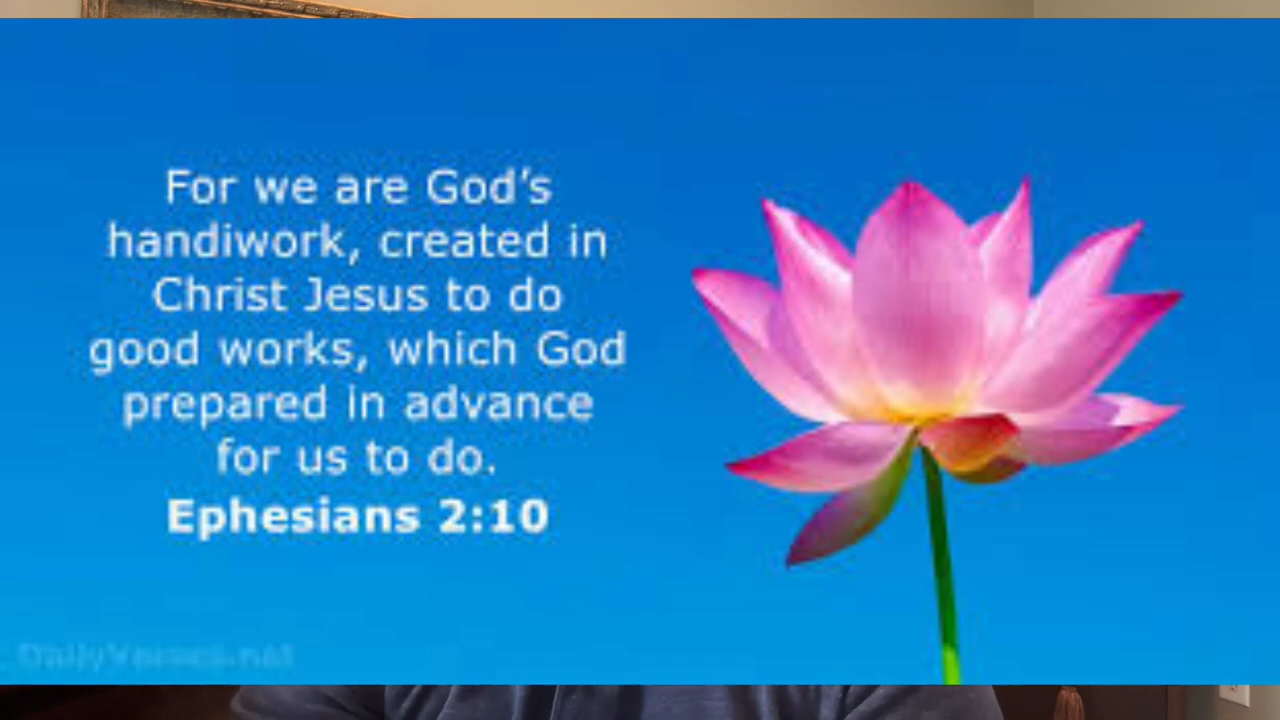 For we are God’s
handiwork, created in
Christ Jesus to do
good works, which God
prepared in advance
for us to do.
Ephesians 2:10
DailyVerses.net